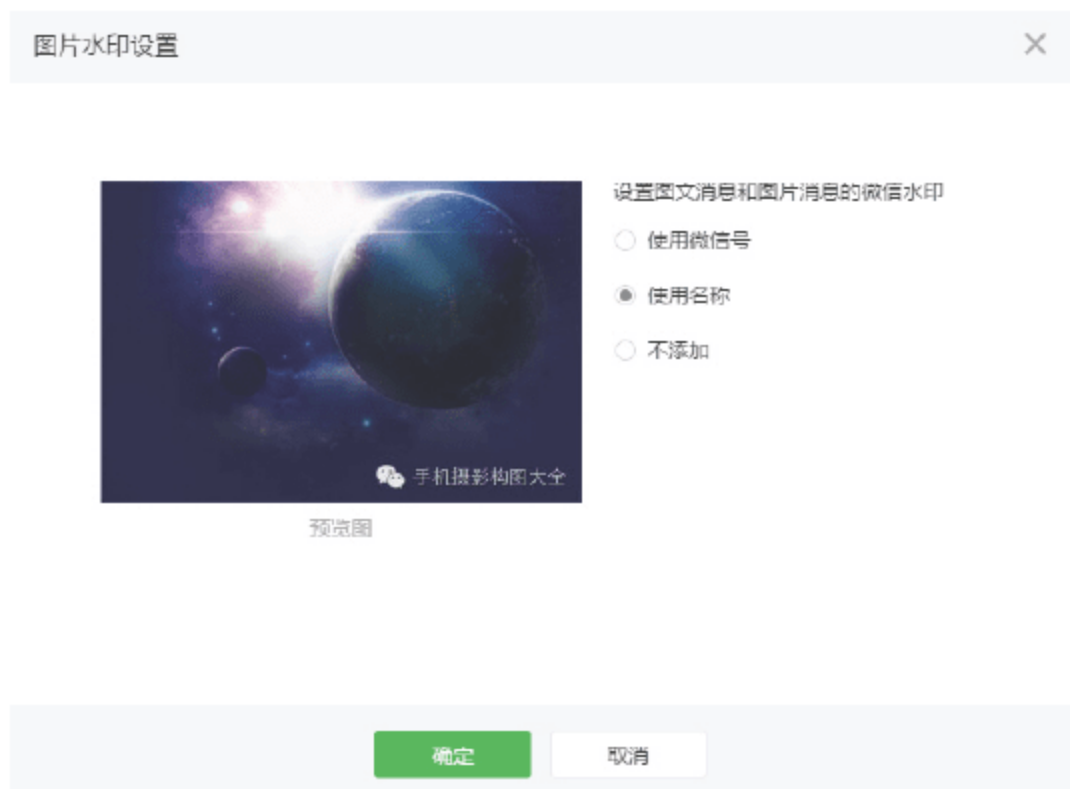 图片水印设置
设置图文消息和图片消息的微信水印
使用微信号
使用名称
不添加
手机摄影构图大全
预览图
确定
取消